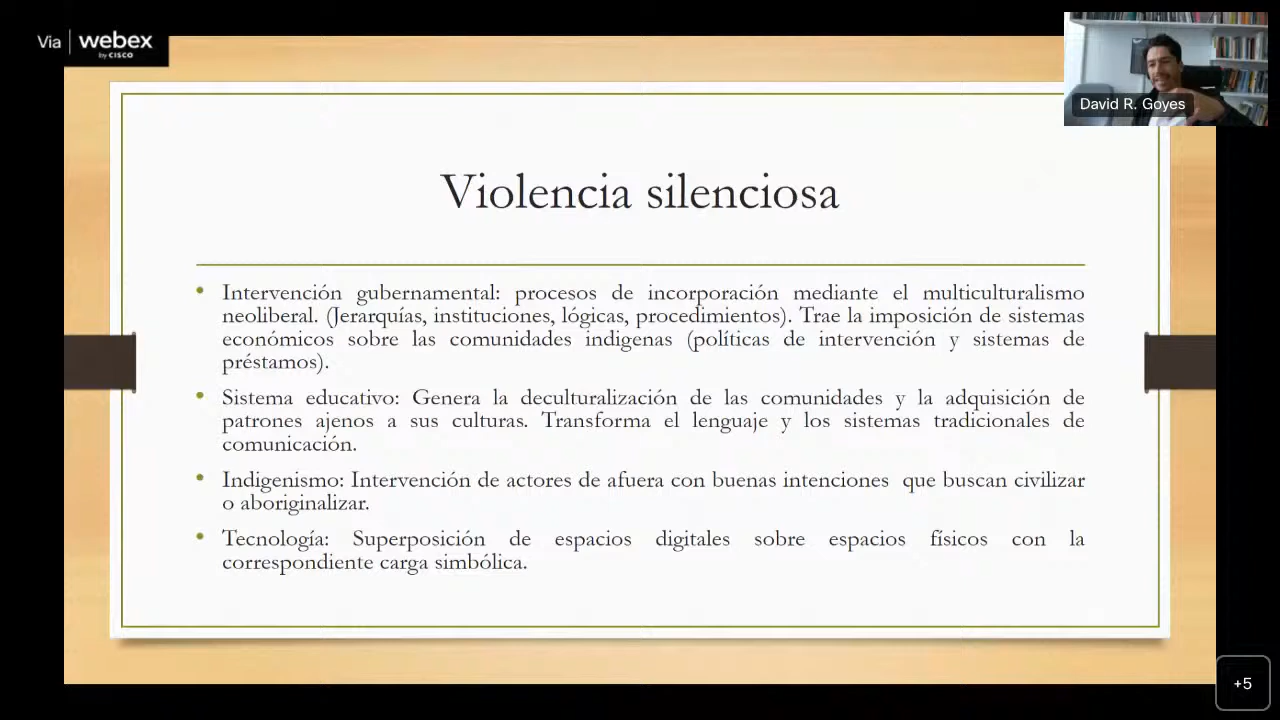 Via | webex
by CISCO
David R. Goyes
Violencia silenciosa
• Intervención gubernamental: procesos de incorporación mediante el multiculturalismo
neoliberal. (Jerarquías, instituciones, lógicas, procedimientos). Trae la imposición de sistemas
económicos sobre las comunidades indigenas (políticas de intervención y sistemas de
préstamos).
• Sistema educativo: Genera la deculturalización de las comunidades y la adquisición de
patrones ajenos a sus culturas. Transforma el lenguaje y los sistemas tradicionales de
comunicación.
• Indigenismo: Intervención de actores de afuera con buenas intenciones que buscan civilizar
o aboriginalizar.
• Tecnología: Superposición de espacios digitales sobre espacios físicos con la
correspondiente carga simbólica.
+5